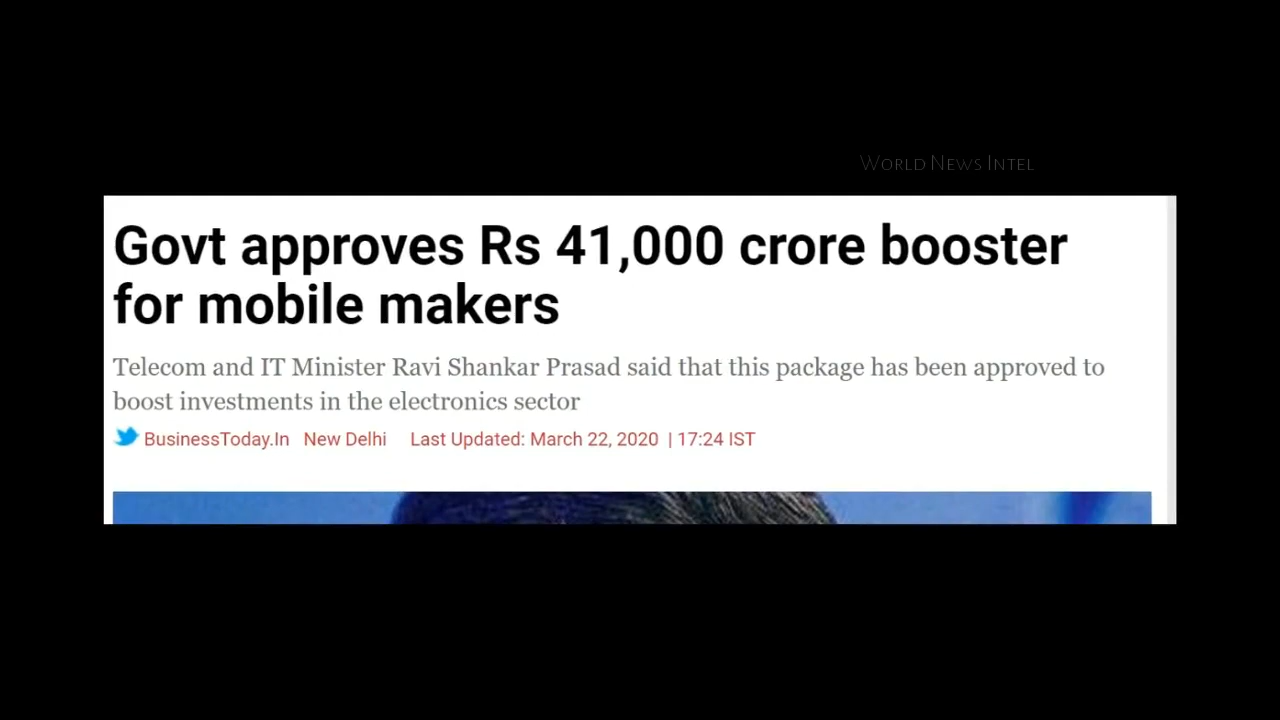 World News Intel
Govt approves Rs 41,000 crore booster
for mobile makers
Telecom and IT Minister Ravi Shankar Prasad said that this package has been approved to
boost investments in the electronics sector
BusinessToday.In New Delhi Last Updated: March 22, 2020 | 17:24 IST